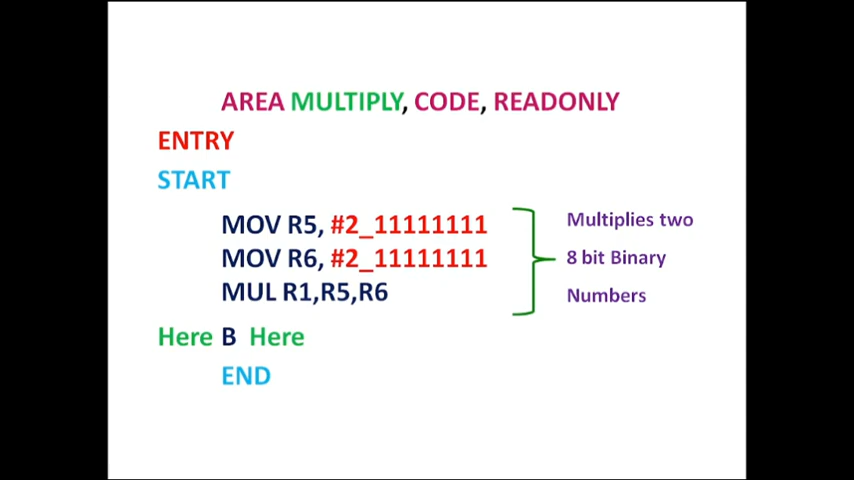 AREA MULTIPLY, CODE, READONLY
ENTRY
START
MOV R5, #2_11111111
MOV R6, #2_11111111
MUL R1,R5,R6
Multiplies two
8 bit Binary
Numbers
Here B Here
END